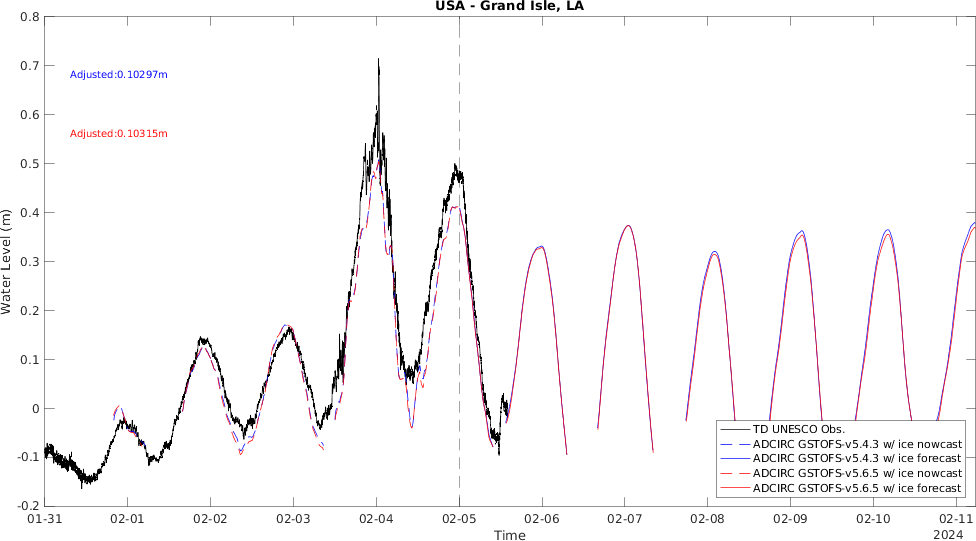 USA - Grand Isle, LA
0.8
0.7
0.6
0.5
0.4
0.3
0.2
0.1
0
-0.1
-0.2
Water Level (m)
Adjusted:0.10297m
Adjusted:0.10315m
TD UNESCO Obs.
ADCIRC GSTOFS-v5.4.3 w/ ice nowcast
ADCIRC GSTOFS-v5.4.3 w/ ice forecast
ADCIRC GSTOFS-v5.6.5 w/ ice nowcast
ADCIRC GSTOFS-v5.6.5 w/ ice forecast
01-31 02-01 02-02 02-03 02-04 02-05 02-06 02-07 02-08 02-09 02-10 02-11
2024
Time